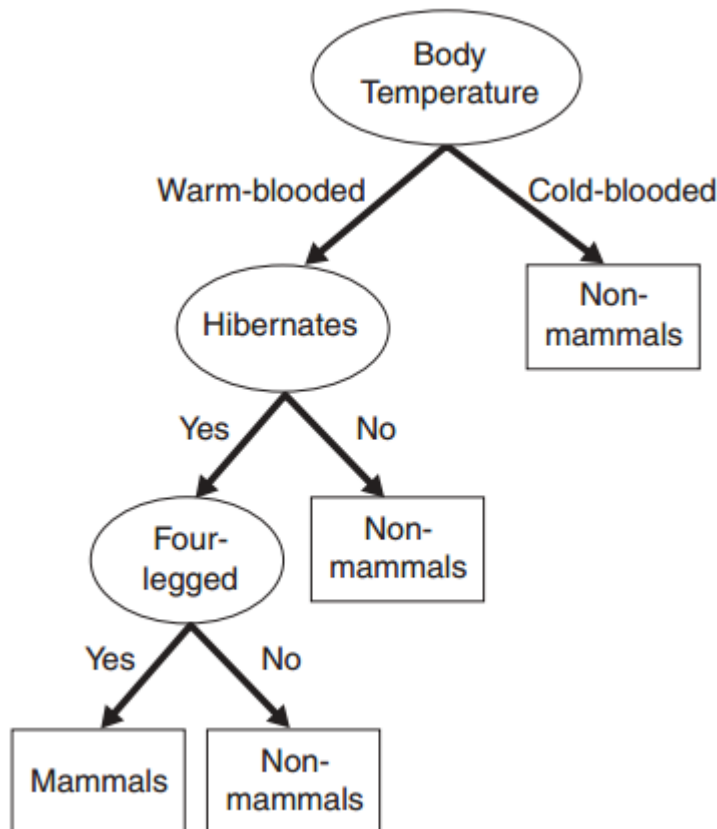 Body
Temperature
Warm-blooded
Cold-blooded
Hibernates
Non-
mammals
Yes
No
Four-
legged
Non-
mammals
Yes
No
Mammals
Non-
mammals